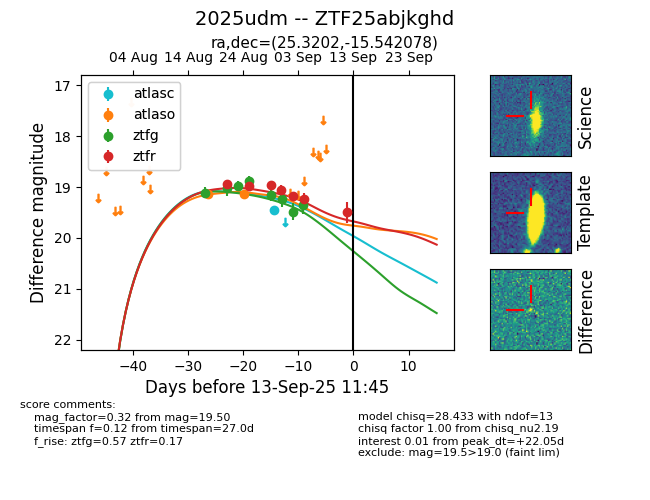 2025udm -- ZTF25abjkghd
ra,dec=(25.3202,-15.542078)
04 Aug 14 Aug 24 Aug 03 Sep 13 Sep 23 Sep
17
18
19
20
21
22
Difference magnitude
atlasc
atlaso
ztfg
ztfr
−40 −30 −20 −10 0 10
Days before 13-Sep-25 11:45
Science
Template
Difference
score comments:
mag_factor=0.32 from mag=19.50
timespan f=0.12 from timespan=27.0d
f_rise: ztfg=0.57 ztfr=0.17
model chisq=28.433 with ndof=13
chisq factor 1.00 from chisq_nu2.19
interest 0.01 from peak_dt=+22.05d
exclude: mag=19.5>19.0 (faint lim)